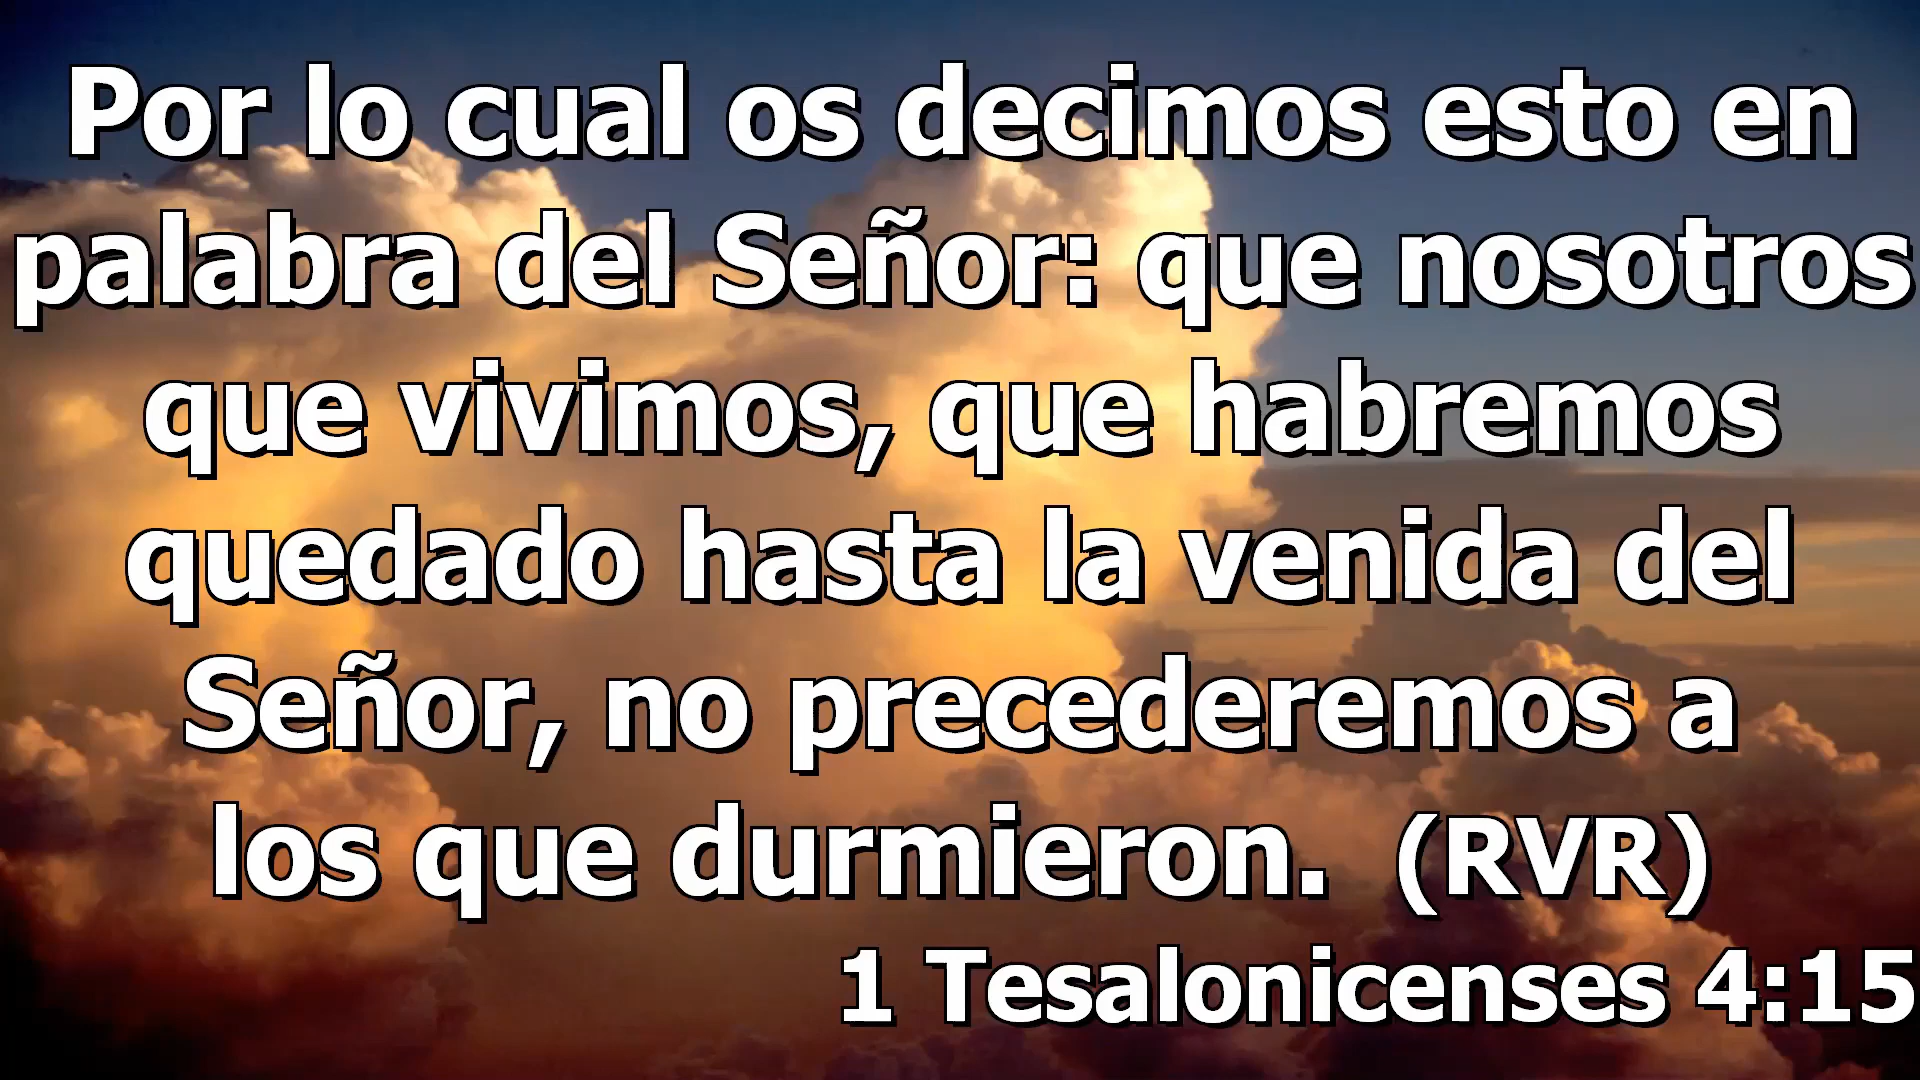 Por lo cual os decimos esto en
palabra del Señor: que nosotros
que vivimos, que habremos
quedado hasta la venida del
Señor, no precederemos a
los que durmieron. (RVR)
1 Tesalonicenses 4:15